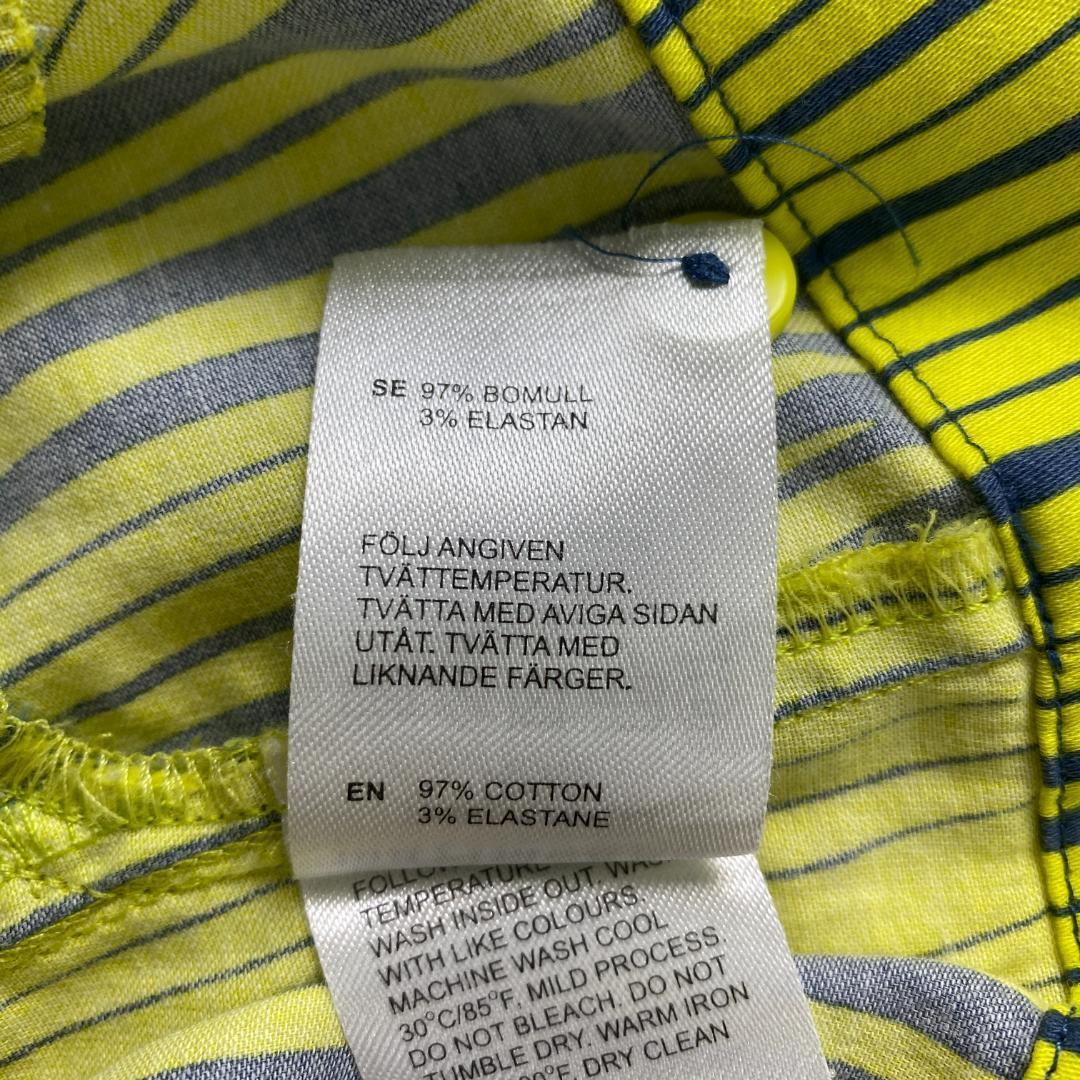 SE 97% BOMULL
3% ELASTAN
FÖLJ ANGIVEN
TVÄTTEMPERATUR.
TVÄTTA MED AVIGA SIDAN
UTÅT. TVÄTTA MED
LIKNANDE FÄRGER.
EN 97% COTTON
3% ELASTANE
TEMPERATURE
WASH INSIDE OUT.
WITH LIKE COLOURS.
MACHINE WASH COOL
30°C/85°F. MILD PROCESS.
DO NOT BLEACH. DO NOT
TUMBLE DRY. WARM IRON
DRY CLEAN